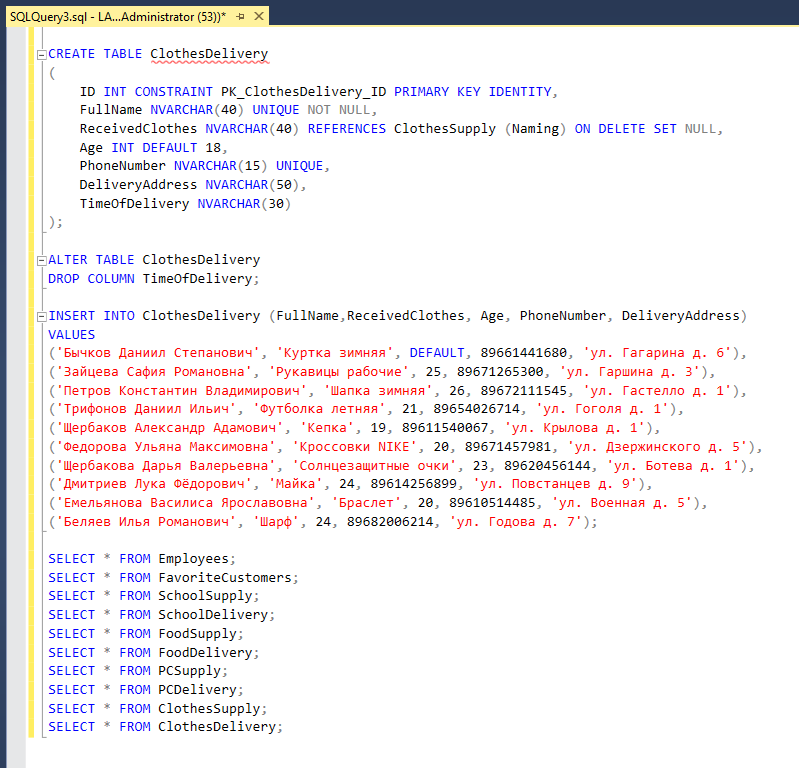 SQLQuery3.sql - LA...Administrator (53))*
CREATE TABLE ClothesDelivery
(
ID INT CONSTRAINT PK_ClothesDelivery_ID PRIMARY KEY IDENTITY,
FullName NVARCHAR(40) UNIQUE NOT NULL,
ReceivedClothes NVARCHAR(40) REFERENCES ClothesSupply (Naming) ON DELETE SET NULL,
Age INT DEFAULT 18,
PhoneNumber NVARCHAR(15) UNIQUE,
DeliveryAddress NVARCHAR(50),
TimeOfDelivery NVARCHAR(30)
);
ALTER TABLE ClothesDelivery
DROP COLUMN TimeOfDelivery;
INSERT INTO ClothesDelivery (FullName,ReceivedClothes, Age, PhoneNumber, DeliveryAddress)
VALUES
('Бычков Даниил Степанович', 'Куртка зимняя', DEFAULT, 89661441680, 'ул. Гагарина д. 6'),
('Зайцева Сафия Романовна', 'Рукавицы рабочие', 25, 89671265300, 'ул. Гаршина д. 3'),
('Петров Константин Владимирович', 'Шапка зимняя', 26, 89672111545, 'ул. Гастелло д. 1'),
('Трифонов Даниил Ильич', 'Футболка летняя', 21, 89654026714, 'ул. Гоголя д. 1'),
('Щербаков Александр Адамович', 'Кепка', 19, 89611540067, 'ул. Крылова д. 1'),
('Федорова Ульяна Максимовна', 'Кроссовки NIKE', 20, 89671457981, 'ул. Дзержинского д. 5'),
('Щербакова Дарья Валерьевна', 'Солнцезащитные очки', 23, 89620456144, 'ул. Ботева д. 1'),
('Дмитриев Лука Фёдорович', 'Майка', 24, 89614256899, 'ул. Повстанцев д. 9'),
('Емельянова Василиса Ярославовна', 'Браслет', 20, 89610514485, 'ул. Военная д. 5'),
('Беляев Илья Романович', 'Шарф', 24, 89682006214, 'ул. Годова д. 7');
SELECT * FROM Employees;
SELECT * FROM FavoriteCustomers;
SELECT * FROM SchoolSupply;
SELECT * FROM SchoolDelivery;
SELECT * FROM FoodSupply;
SELECT * FROM FoodDelivery;
SELECT * FROM PCSupply;
SELECT * FROM PCDelivery;
SELECT * FROM ClothesSupply;
SELECT * FROM ClothesDelivery;